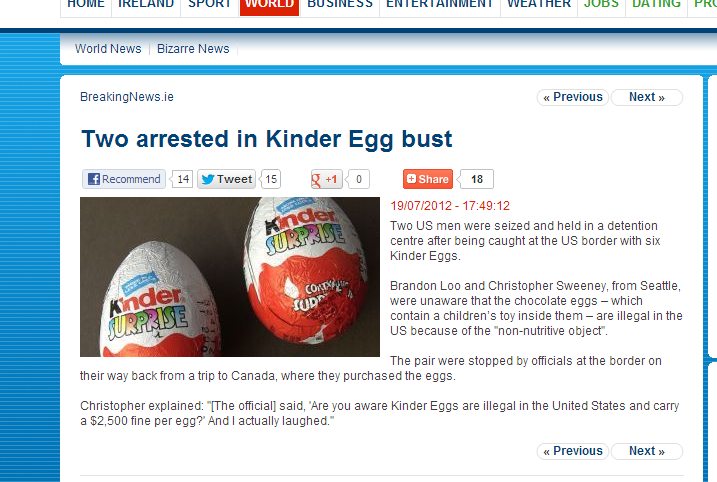 HOME IRELAND SPORT WORLD BUSINESS ENTERTAINMENT WEATHER JOBS DATING
World News Bizarre News
BreakingNews.ie
« Previous Next »
Two arrested in Kinder Egg bust
Recommend 14 Tweet 15 +1 0 Share 18
19/07/2012 - 17:49:12
Kinder
SURPRISE
Kinder
SURPRISE
Two US men were seized and held in a detention
centre after being caught at the US border with six
Kinder Eggs.
Brandon Loo and Christopher Sweeney, from Seattle,
were unaware that the chocolate eggs – which
contain a children's toy inside them – are illegal in the
US because of the "non-nutritive object".
The pair were stopped by officials at the border on
their way back from a trip to Canada, where they purchased the eggs.
Christopher explained: "[The official] said, 'Are you aware Kinder Eggs are illegal in the United States and carry
a $2,500 fine per egg?' And I actually laughed."
« Previous Next »